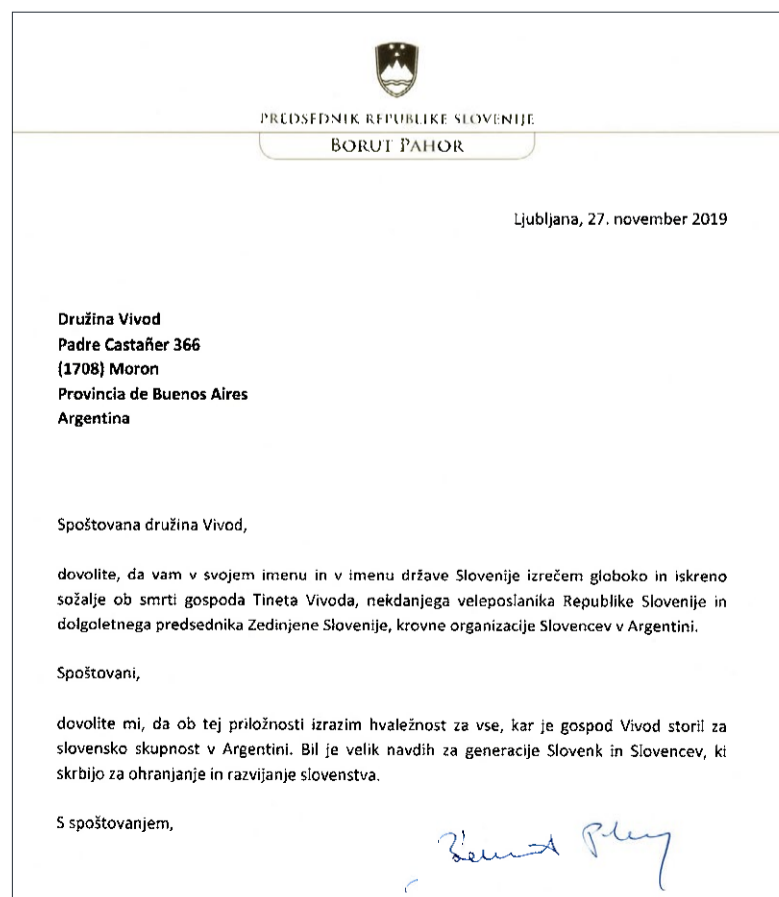 PREDSEDNIK REPUBLIKE SLOVENIJE
BORUT PAHOR
Ljubljana, 27. november 2019
Družina Vivod
Padre Castañer 366
(1708) Moron
Provincia de Buenos Aires
Argentina
Spoštovana družina Vivod,
dovolite, da vam v svojem imenu in v imenu države Slovenije izrečem globoko in iskreno
sožalje ob smrti gospoda Tineta Vivoda, nekdanjega veleposlanika Republike Slovenije in
dolgoletnega predsednika Zedinjene Slovenije, krovne organizacije Slovencev v Argentini.
Spoštovani,
dovolite mi, da ob tej priložnosti izrazim hvaležnost za vse, kar je gospod Vivod storil za
slovensko skupnost v Argentini. Bil je velik navdih za generacije Slovenk in Slovencev, ki
skrbijo za ohranjanje in razvijanje slovenstva.
S spoštovanjem,